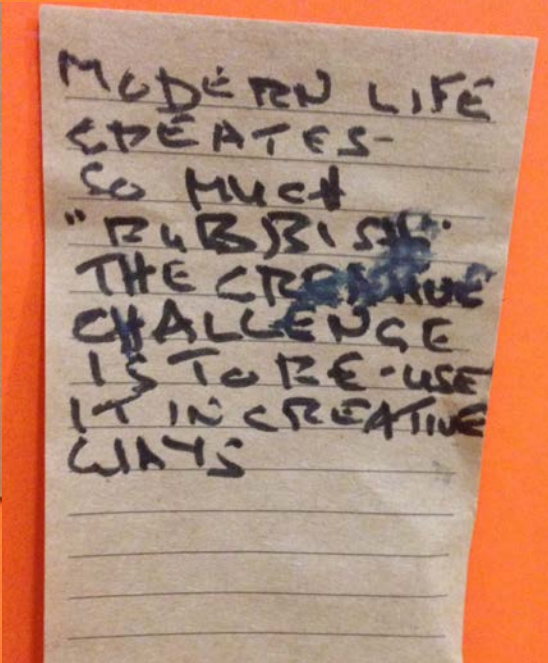 MODERN LIFE
CREATES-
SO MUCH
"RUBBISH"
THE CREATIVE
CHALLENGE
IS TO RE-USE
IT IN CREATIVE
WAYS